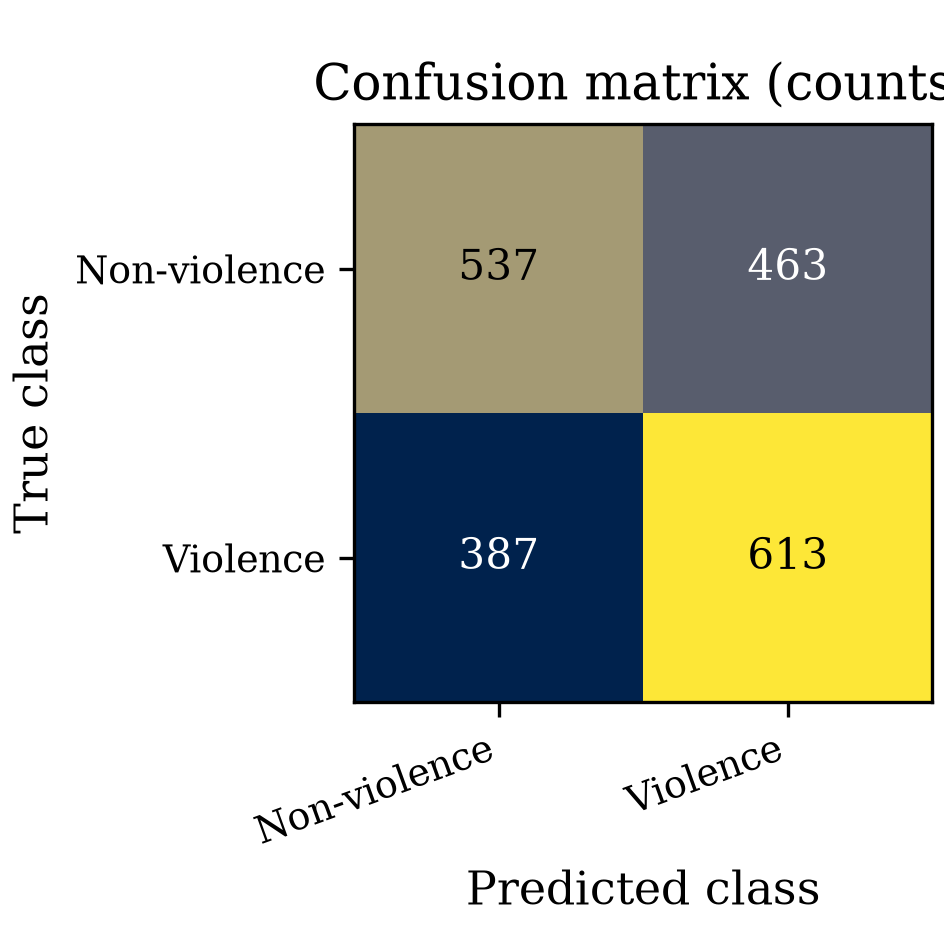 Confusion matrix (counts
Non-violence
537
463
True class
Violence
387
613
Non-violence
Violence
Predicted class